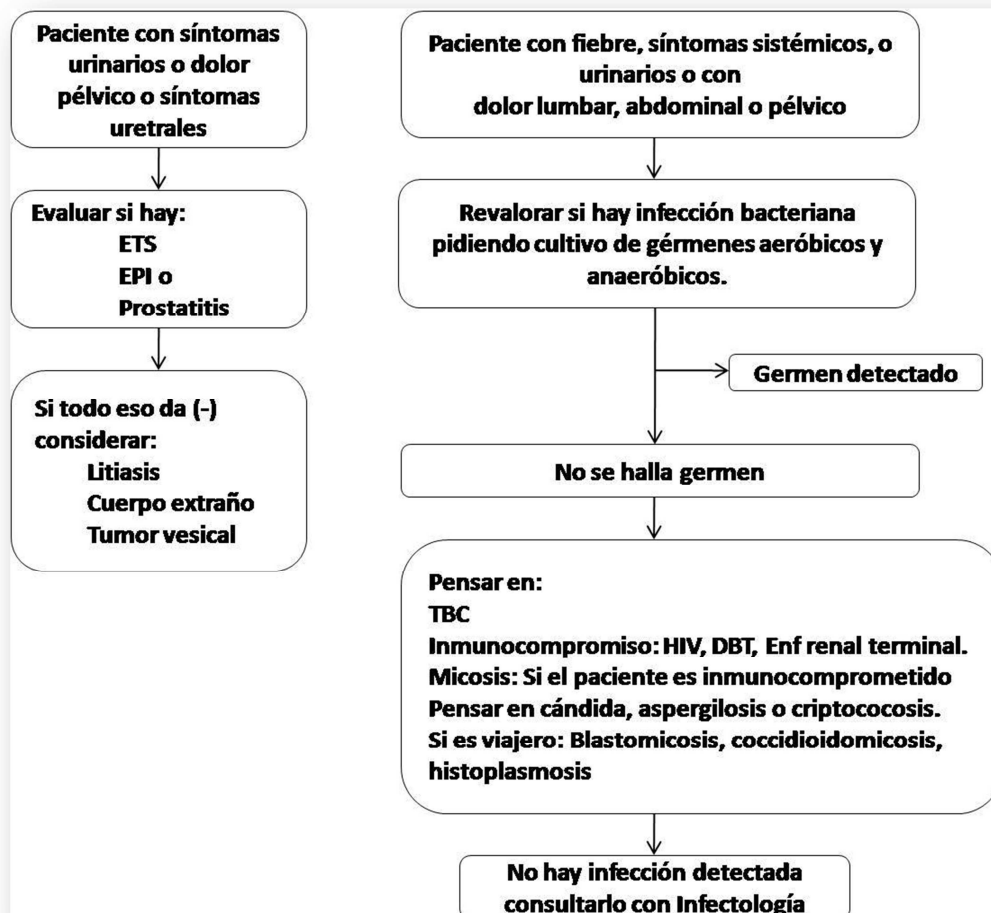 Paciente con síntomas
urinarios o dolor
pélvico o síntomas
uretrales
Evaluar si hay:
ETS
EPI o
Prostatitis
Si todo eso da (-)
considerar:
Litiasis
Cuerpo extraño
Tumor vesical
Paciente con fiebre, síntomas sistémicos, o
urinarios o con
dolor lumbar, abdominal o pélvico
Revalorar si hay infección bacteriana
pidiendo cultivo de gérmenes aeróbicos y
anaeróbicos.
Germen detectado
No se halla germen
Pensar en:
TBC
Inmunocompromiso: HIV, DBT, Enf renal terminal.
Micosis: Si el paciente es inmunocomprometido
Pensar en cándida, aspergilosis o criptococosis.
Si es viajero: Blastomicosis, coccidioidomicosis,
histoplasmosis
No hay infección detectada
consultarlo con Infectología